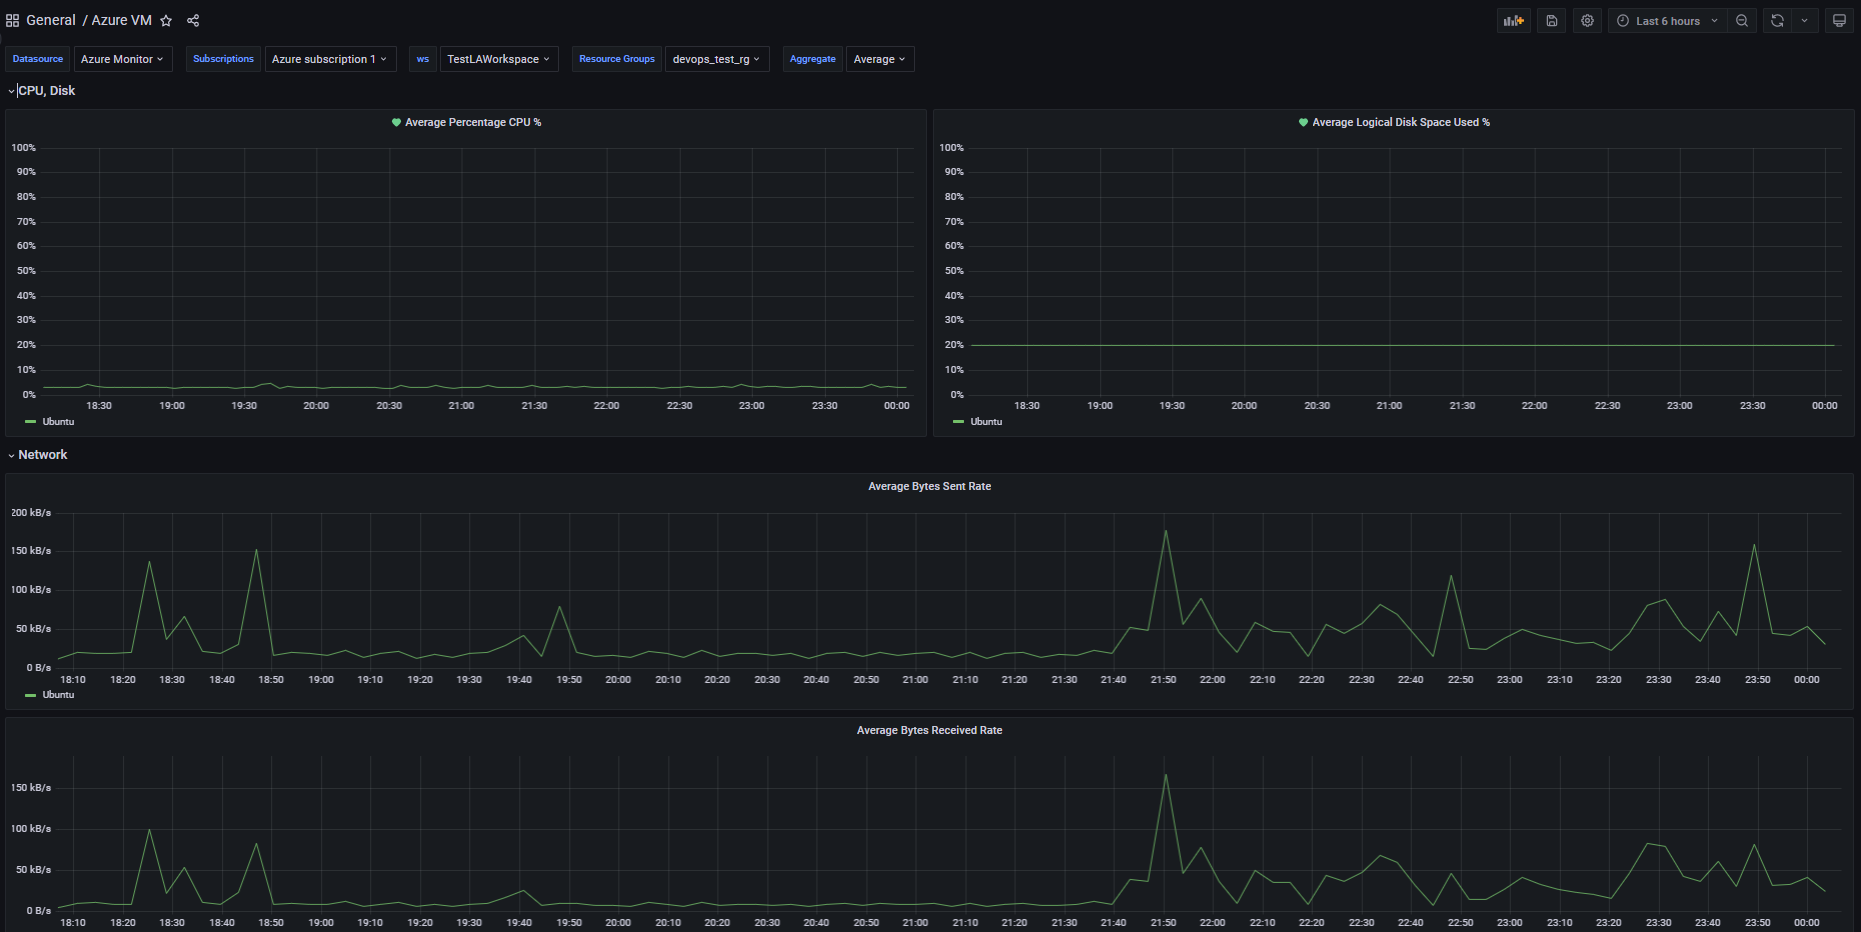 General / Azure VM
Last 6 hours
Datasource Azure Monitor Subscriptions Azure subscription 1 ws TestLAWorkspace Resource Groups devops_test_rg Aggregate Average
CPU, Disk
Average Percentage CPU %
100%
90%
80%
70%
60%
50%
40%
30%
20%
10%
0%
18:30 19:00 19:30 20:00 20:30 21:00 21:30 22:00 22:30 23:00 23:30 00:00
Ubuntu
Average Logical Disk Space Used %
100%
90%
80%
70%
60%
50%
40%
30%
20%
10%
0%
18:30 19:00 19:30 20:00 20:30 21:00 21:30 22:00 22:30 23:00 23:30 00:00
Ubuntu
Network
Average Bytes Sent Rate
200 kB/s
150 kB/s
100 kB/s
50 kB/s
0 B/s
18:10 18:20 18:30 18:40 18:50 19:00 19:10 19:20 19:30 19:40 19:50 20:00 20:10 20:20 20:30 20:40 20:50 21:00 21:10 21:20 21:30 21:40 21:50 22:00 22:10 22:20 22:30 22:40 22:50 23:00 23:10 23:20 23:30 23:40 23:50 00:00
Ubuntu
Average Bytes Received Rate
150 kB/s
100 kB/s
50 kB/s
0 B/s
18:10 18:20 18:30 18:40 18:50 19:00 19:10 19:20 19:30 19:40 19:50 20:00 20:10 20:20 20:30 20:40 20:50 21:00 21:10 21:20 21:30 21:40 21:50 22:00 22:10 22:20 22:30 22:40 22:50 23:00 23:10 23:20 23:30 23:40 23:50 00:00